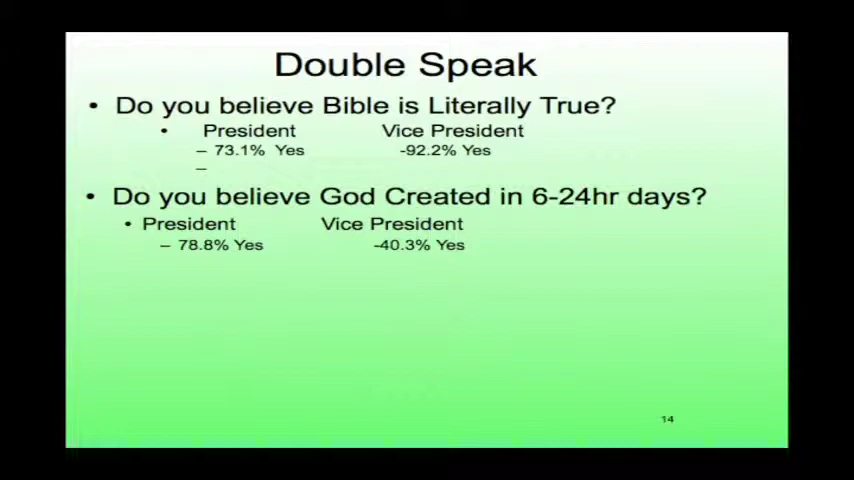 Double Speak
• Do you believe Bible is Literally True?
• President Vice President
– 73.1% Yes -92.2% Yes
–
• Do you believe God Created in 6-24hr days?
• President Vice President
– 78.8% Yes -40.3% Yes
14